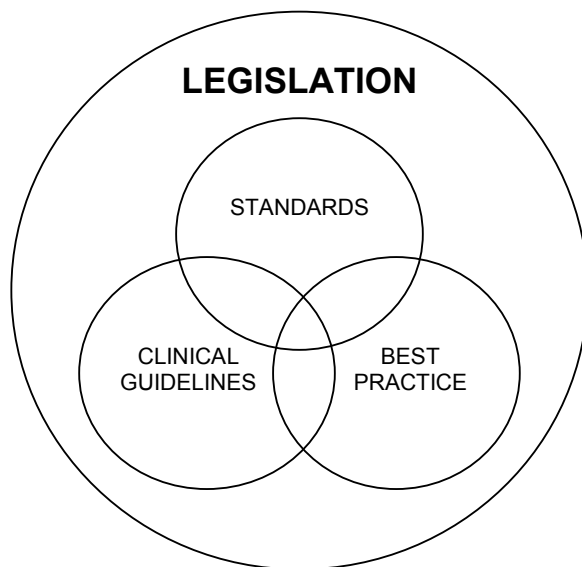 LEGISLATION
STANDARDS
CLINICAL
GUIDELINES
BEST
PRACTICE